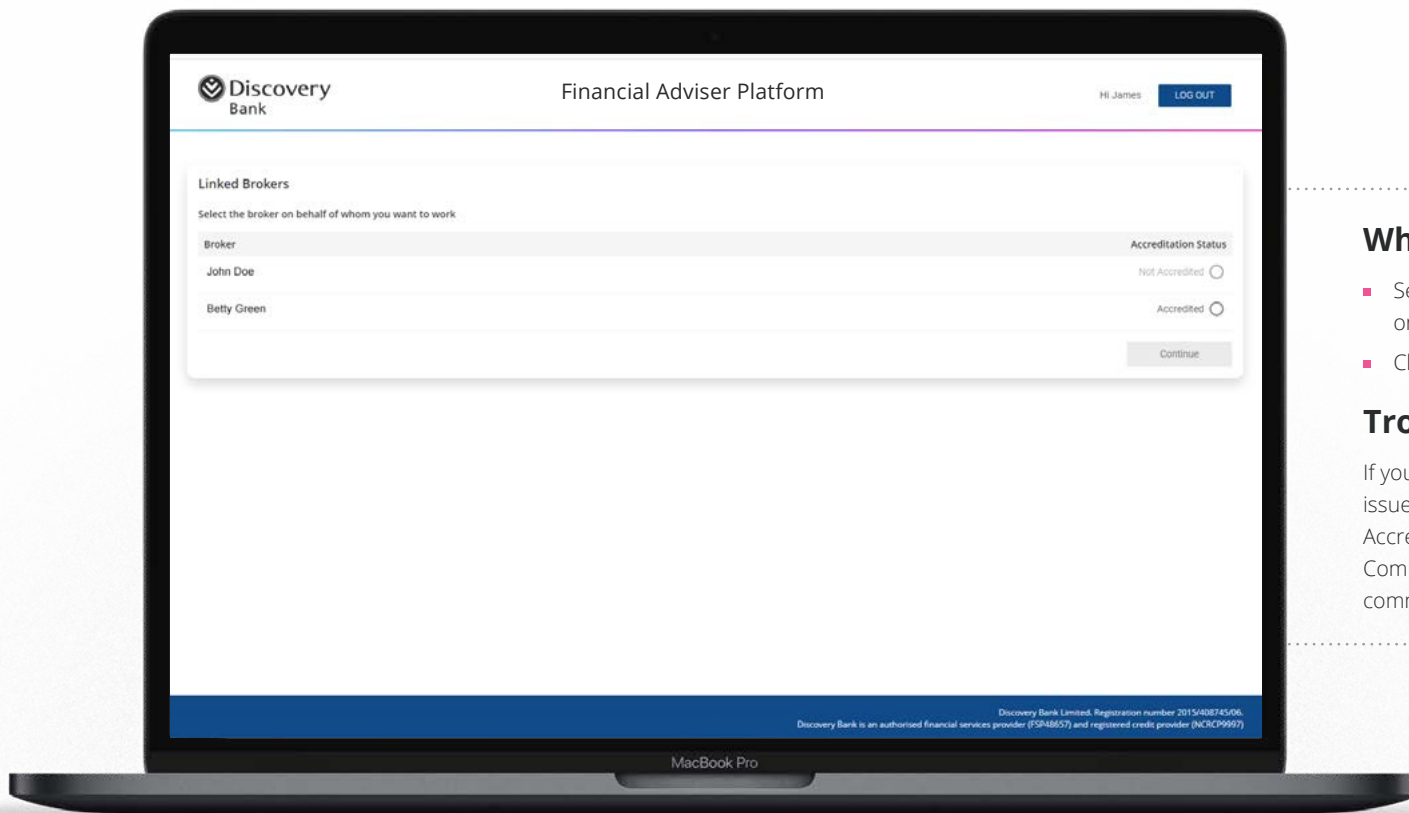 Discovery
Bank
Financial Adviser Platform
Hi James
LOG OUT
Linked Brokers
Select the broker on behalf of whom you want to work
Broker
Accreditation Status
John Doe
Not Accredited
Betty Green
Accredited
Continue
Discovery Bank Limited. Registration number 2015/408745/06.
Discovery Bank is an authorised financial services provider (FSP48657) and registered credit provider (NCRCP9997)
MacBook Pro
Wh
Se
or
Cl
Tro
If you
issue
Accre
Com
comm